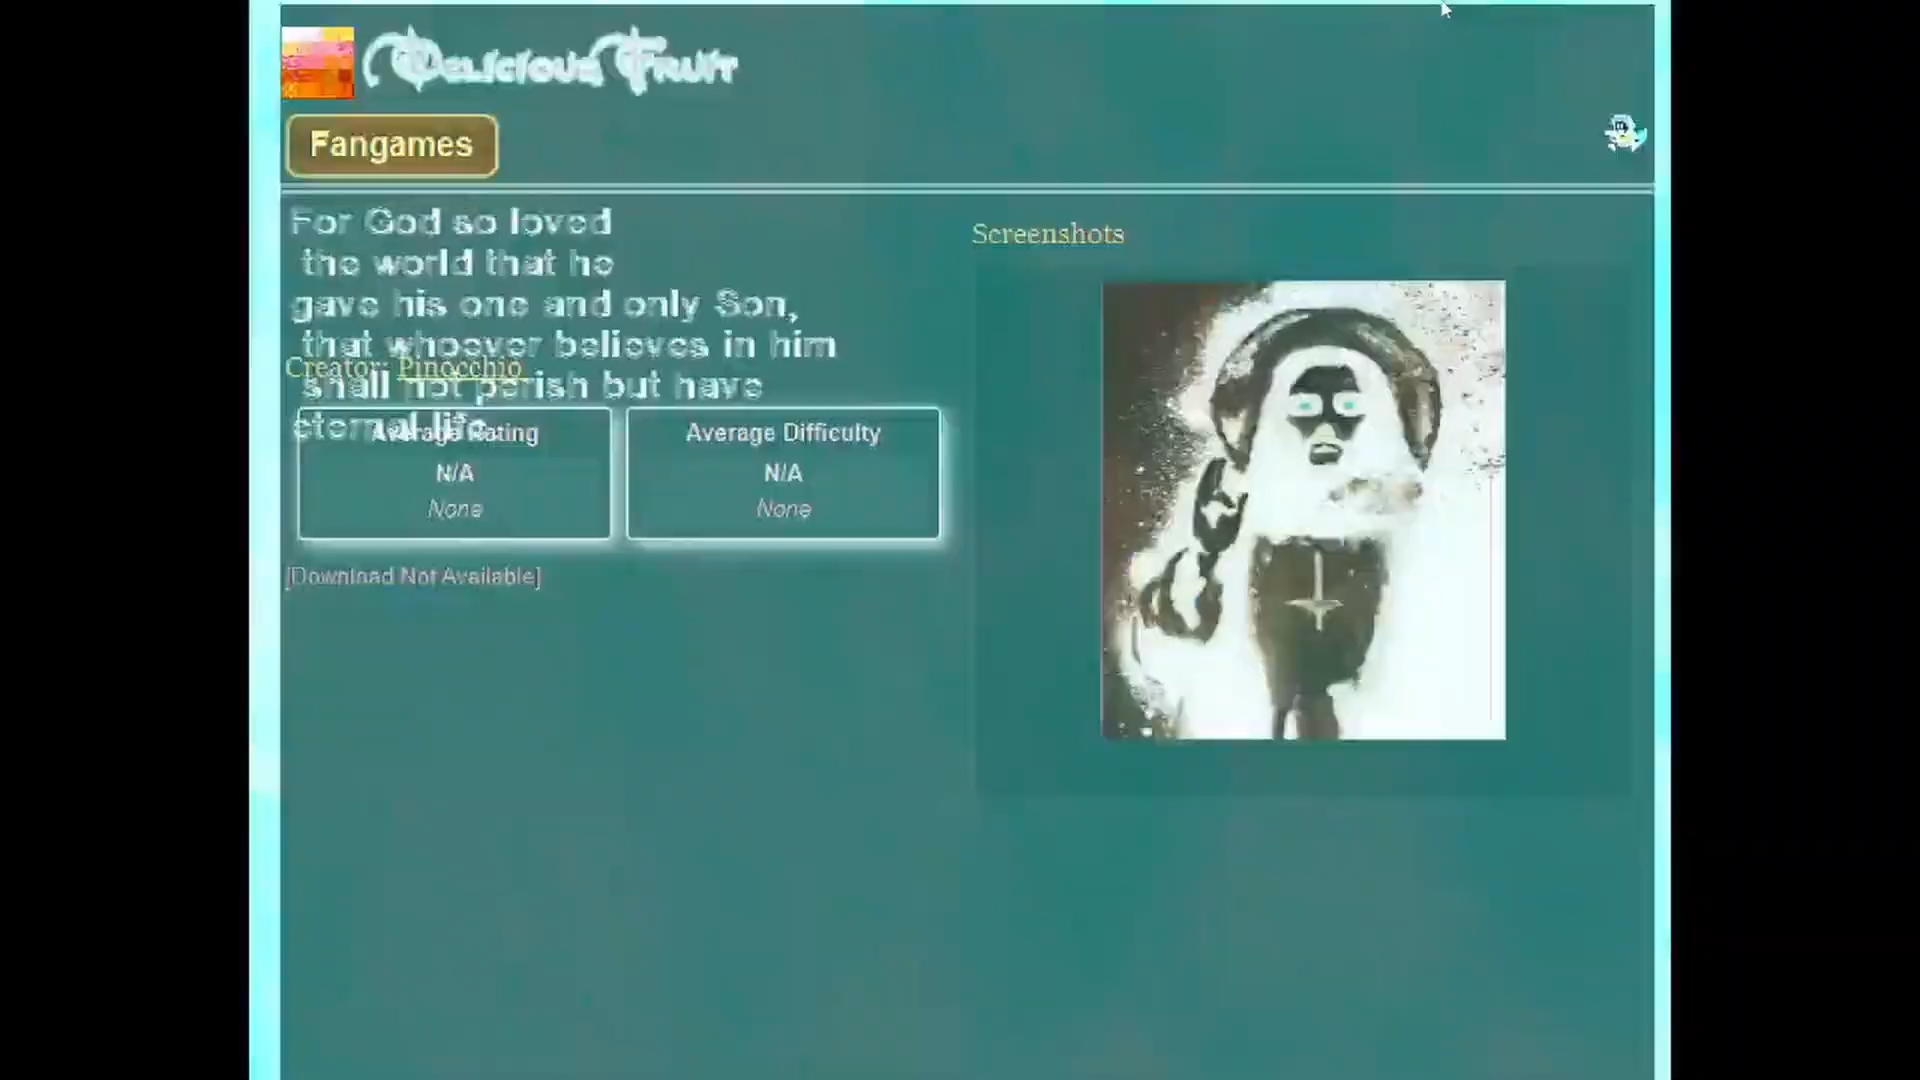 Delicious Fruit
Fangames
For God so loved
the world that he
gave his one and only Son,
that whoever believes in him
shall not perish but have
eternal life
Creator: Pinocchio
Average Rating
N/A
None
Average Difficulty
N/A
None
[Download Not Available]
Screenshots